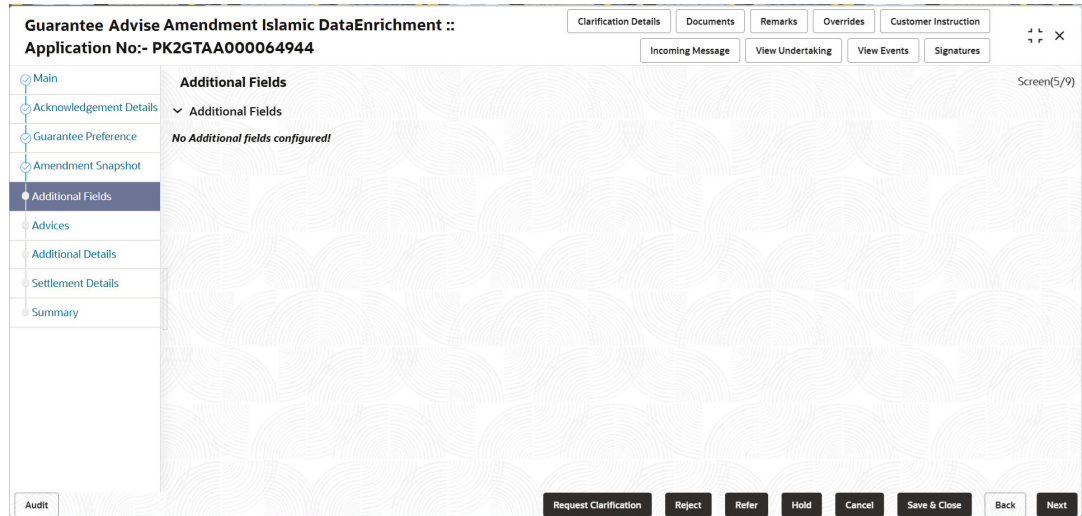 Guarantee Advise Amendment Islamic DataEnrichment ::
Application No:- PK2GTAA000064944
Clarification Details
Documents
Remarks
Overrides
Customer Instruction
Incoming Message
View Undertaking
View Events
Signatures
Main
Acknowledgement Details
Guarantee Preference
Amendment Snapshot
Additional Fields
Advices
Additional Details
Settlement Details
Summary
Additional Fields
Screen(5/9)
Additional Fields
No Additional fields configured!
Audit
Request Clarification
Reject
Refer
Hold
Cancel
Save & Close
Back
Next